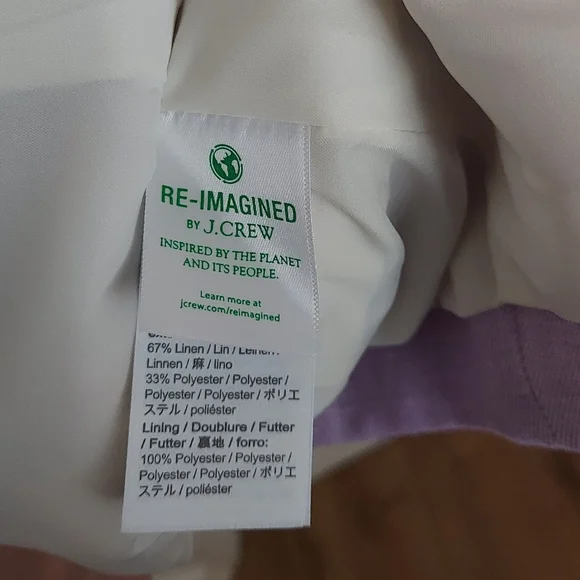 RE-IMAGINED
BY J.CREW
INSPIRED BY THE PLANET
AND ITS PEOPLE.
Learn more at
jcrew.com/reimagined
67% Linen / Lin / Leinen /
Linnen / 麻 / lino
33% Polyester / Polyester /
Polyester / Polyester / ポリエ
ステル / poliéster
Lining / Doublure / Futter
/ Futter / 裏地 / forro:
100% Polyester / Polyester /
Polyester / Polyester / ポリエ
ステル / poliéster